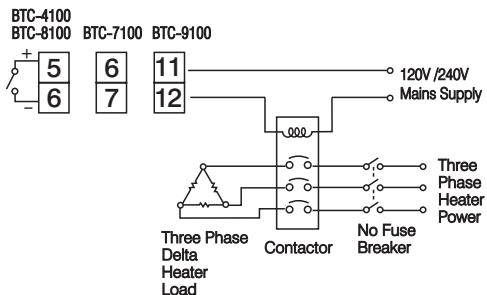 BTC-4100
BTC-8100 BTC-7100 BTC-9100
+ 5 6 11
6 7 12
−
120V /240V
Mains Supply
Three
Phase
Heater
Power
Three Phase
Delta
Heater
Load
Contactor
No Fuse
Breaker